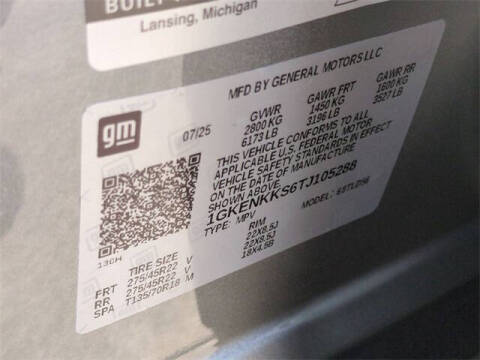 BUILT
Lansing, Michigan
MFD BY GENERAL MOTORS LLC
gm
07/25
GVWR GAWR FRT GAWR RR
2800 KG 1450 KG 1600 KG
6173 LB 3196 LB 3527 LB
THIS VEHICLE CONFORMS TO ALL
APPLICABLE U.S. FEDERAL MOTOR
VEHICLE SAFETY STANDARDS IN EFFECT
ON THE DATE OF MANUFACTURE
SHOWN ABOVE.
1GKENKKS6TJ105288
TYPE: MPV MODEL:
TIRE SIZE RIM
FRT 275/45R22 V 22X8.5J
RR 275/45R22 V 22X8.5J
SPA T135/70R18 M 18X4.5B